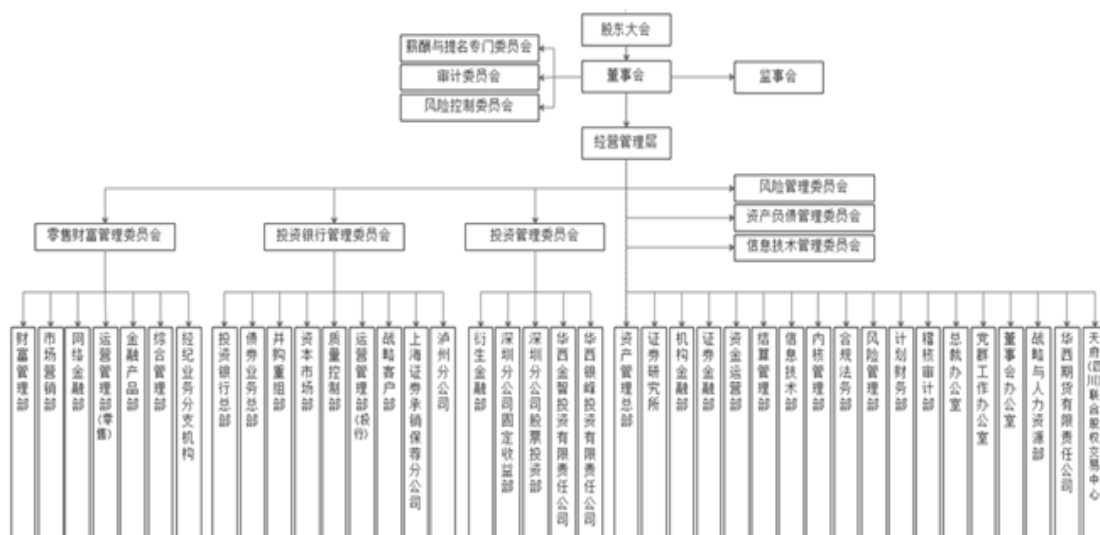 股东大会
薪酬与提名专门委员会
审计委员会
风险控制委员会
董事会
监事会
经营管理层
风险管理委员会
资产负债管理委员会
信息技术管理委员会
零售财富管理委员会
投资银行管理委员会
投资管理委员会
财富管理部
市场营销部
网络金融部
运营管理部(零售)
金融产品部
综合管理部
经纪业务分支机构
投资银行总部
债券业务总部
并购重组部
资本市场部
质量控制部
运营管理部(投行)
战略客户部
上海证券承销保荐分公司
泸州分公司
衍生金融部
深圳分公司固定收益部
深圳分公司股票投资部
华西金智投资有限责任公司
华西银峰投资有限责任公司
资产管理总部
证券研究所
机构金融部
证券金融部
资金运营部
结算管理部
信息技术部
内核管理部
合规法务部
风险管理部
计划财务部
稽核审计部
总裁办公室
党群工作办公室
董事会办公室
战略与人力资源部
华西期货有限责任公司
天府(四川)联合股权交易中心